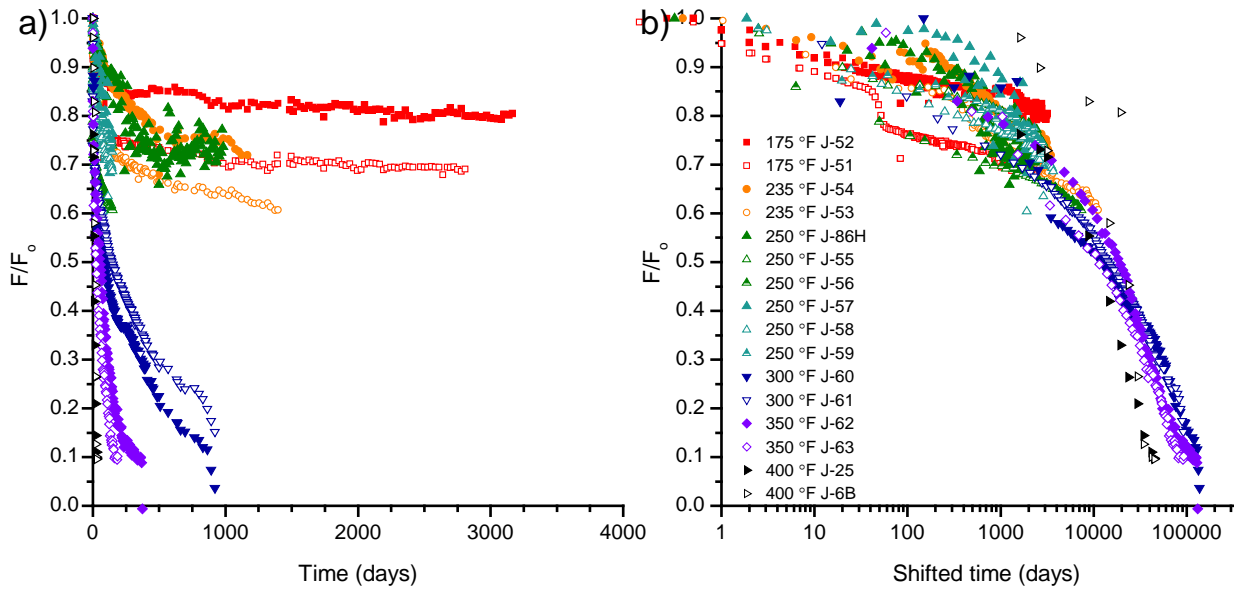 a)
1.0
0.9
0.8
0.7
0.6
0.5
0.4
0.3
0.2
0.1
0.0
F/Fo
0 1000 2000 3000 4000
Time (days)
b)
1.0
0.9
0.8
0.7
0.6
0.5
0.4
0.3
0.2
0.1
0.0
F/Fo
175 °F J-52
175 °F J-51
235 °F J-54
235 °F J-53
250 °F J-86H
250 °F J-55
250 °F J-56
250 °F J-57
250 °F J-58
250 °F J-59
300 °F J-60
300 °F J-61
350 °F J-62
350 °F J-63
400 °F J-25
400 °F J-6B
1 10 100 1000 10000 100000
Shifted time (days)